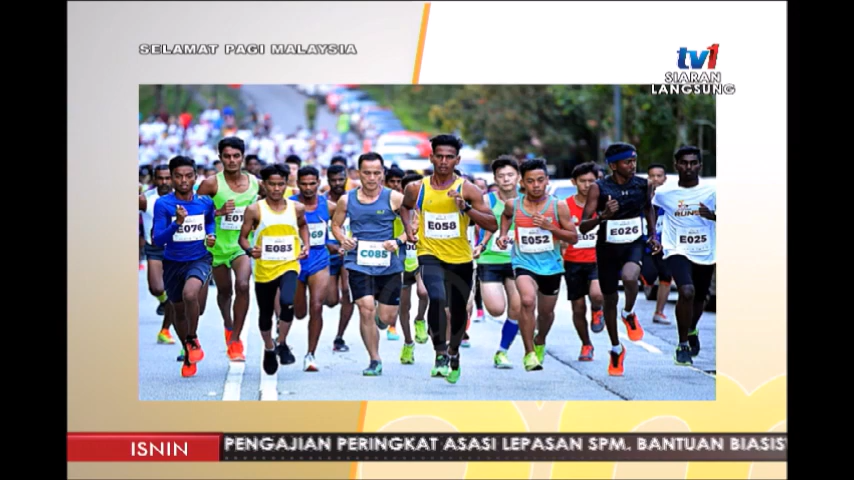 SELAMAT PAGI MALAYSIA
tv1
SIARAN
LANGSUNG
E076
E083
C085
E058
E052
E026
RUN
E025
ISNIN
PENGAJIAN PERINGKAT ASASI LEPASAN SPM. BANTUAN